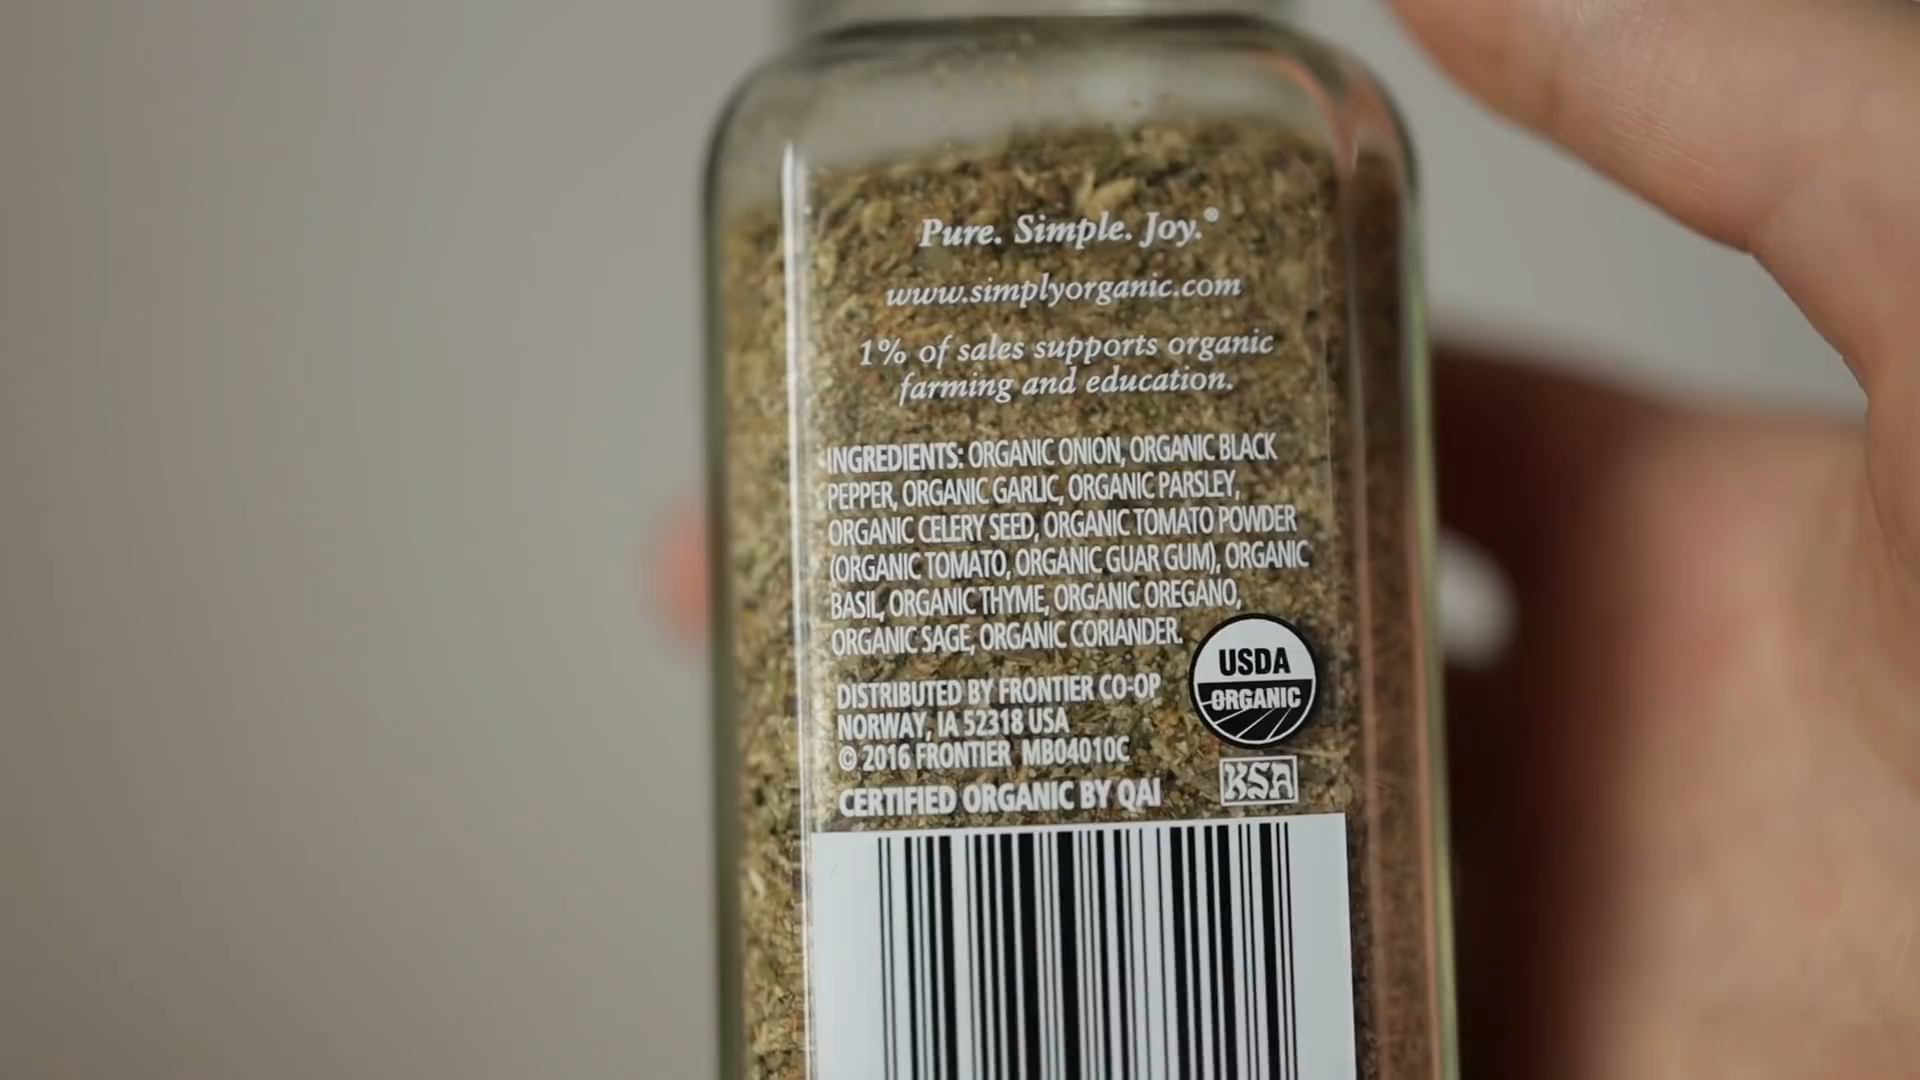 Pure. Simple. Joy.®
www.simplyorganic.com
1% of sales supports organic
farming and education.
INGREDIENTS: ORGANIC ONION, ORGANIC BLACK
PEPPER, ORGANIC GARLIC, ORGANIC PARSLEY,
ORGANIC CELERY SEED, ORGANIC TOMATO POWDER
(ORGANIC TOMATO, ORGANIC GUAR GUM), ORGANIC
BASIL, ORGANIC THYME, ORGANIC OREGANO,
ORGANIC SAGE, ORGANIC CORIANDER.
USDA
ORGANIC
DISTRIBUTED BY FRONTIER CO-OP
NORWAY, IA 52318 USA
© 2016 FRONTIER MB04010C
KSA
CERTIFIED ORGANIC BY QAI